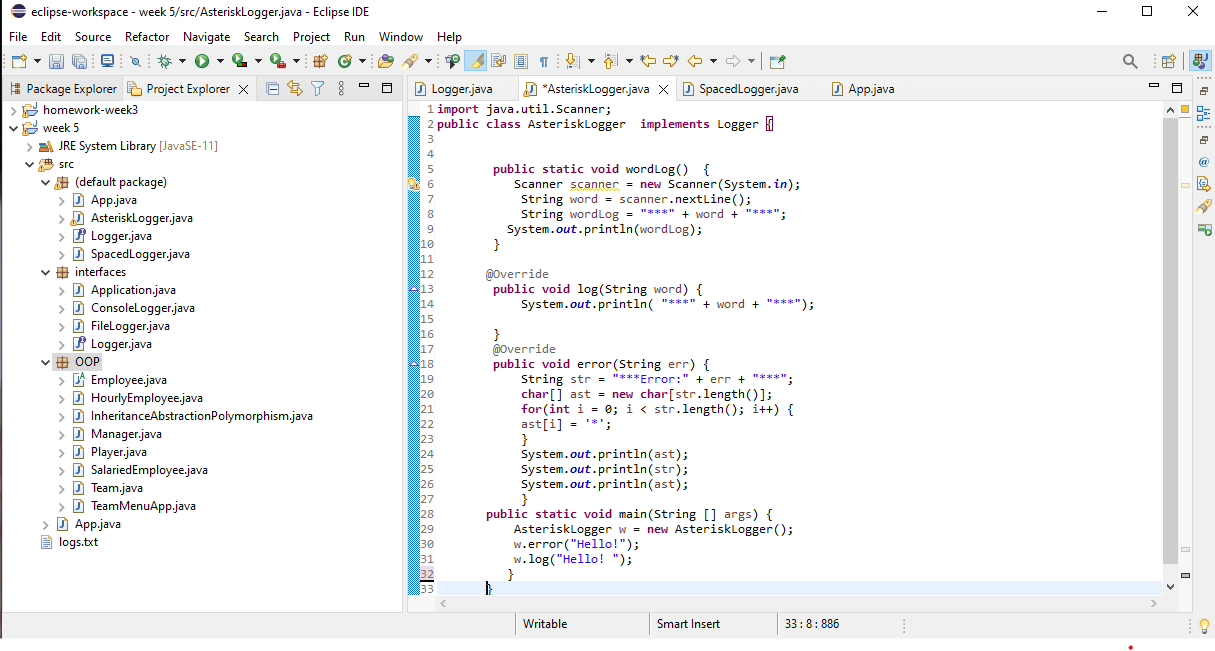 eclipse-workspace - week 5/src/AsteriskLogger.java - Eclipse IDE
File Edit Source Refactor Navigate Search Project Run Window Help
Package Explorer Project Explorer
homework-week3
week 5
JRE System Library [JavaSE-11]
src
(default package)
App.java
AsteriskLogger.java
Logger.java
SpacedLogger.java
interfaces
Application.java
ConsoleLogger.java
FileLogger.java
Logger.java
OOP
Employee.java
HourlyEmployee.java
InheritanceAbstractionPolymorphism.java
Manager.java
Player.java
SalariedEmployee.java
Team.java
TeamMenuApp.java
App.java
logs.txt
Logger.java *AsteriskLogger.java SpacedLogger.java App.java
1 import java.util.Scanner;
2 public class AsteriskLogger  implements Logger {
3
4
5 public static void wordLog()  {
6 Scanner scanner = new Scanner(System.in);
7 String word = scanner.nextLine();
8 String wordLog = "***" + word + "***";
9 System.out.println(wordLog);
10 }
11
12 @Override
13 public void log(String word) {
14 System.out.println( "***" + word + "***");
15
16 }
17 @Override
18 public void error(String err) {
19 String str = "***Error:" + err + "***";
20 char[] ast = new char[str.length()];
21 for(int i = 0; i < str.length(); i++) {
22 ast[i] = '*';
23 }
24 System.out.println(ast);
25 System.out.println(str);
26 System.out.println(ast);
27 }
28 public static void main(String [] args) {
29 AsteriskLogger w = new AsteriskLogger();
30 w.error("Hello!");
31 w.log("Hello! ");
32 }
33 }
Writable Smart Insert 33 : 8 : 886